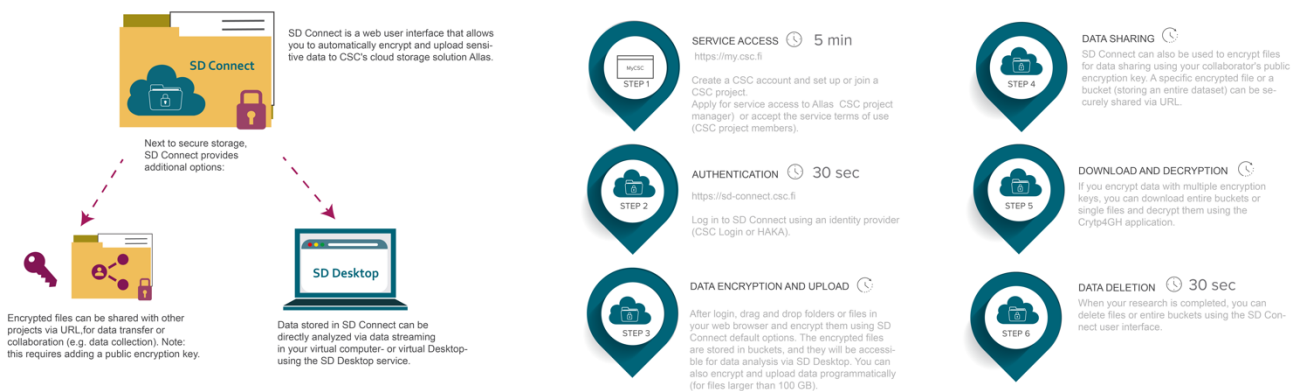 SD Connect is a web user interface that allows
you to automatically encrypt and upload sensi-
tive data to CSC's cloud storage solution Allas.
SD Connect
Next to secure storage,
SD Connect provides
additional options:
Encrypted files can be shared with other
projects via URL,for data transfer or
collaboration (e.g. data collection). Note:
this requires adding a public encryption key.
SD Desktop
Data stored in SD Connect can be
directly analyzed via data streaming
in your virtual computer- or virtual Desktop-
using the SD Desktop service.
MyCSC
STEP 1
SERVICE ACCESS 5 min
https://my.csc.fi
Create a CSC account and set up or join a
CSC project.
Apply for service access to Allas CSC project
manager) or accept the service terms of use
(CSC project members).
STEP 2
AUTHENTICATION 30 sec
https://sd-connect.csc.fi
Log in to SD Connect using an identity provider
(CSC Login or HAKA).
STEP 3
DATA ENCRYPTION AND UPLOAD
After login, drag and drop folders or files in
your web browser and encrypt them using SD
Connect default options. The encrypted files
are stored in buckets, and they will be accessi-
ble for data analysis via SD Desktop. You can
also encrypt and upload data programmatically
(for files larger than 100 GB).
STEP 4
DATA SHARING
SD Connect can also be used to encrypt files
for data sharing using your collaborator's public
encryption key. A specific encrypted file or a
bucket (storing an entire dataset) can be se-
curely shared via URL.
STEP 5
DOWNLOAD AND DECRYPTION
If you encrypt data with multiple encryption
keys, you can download entire buckets or
single files and decrypt them using the
Crytp4GH application.
STEP 6
DATA DELETION 30 sec
When your research is completed, you can
delete files or entire buckets using the SD Con-
nect user interface.